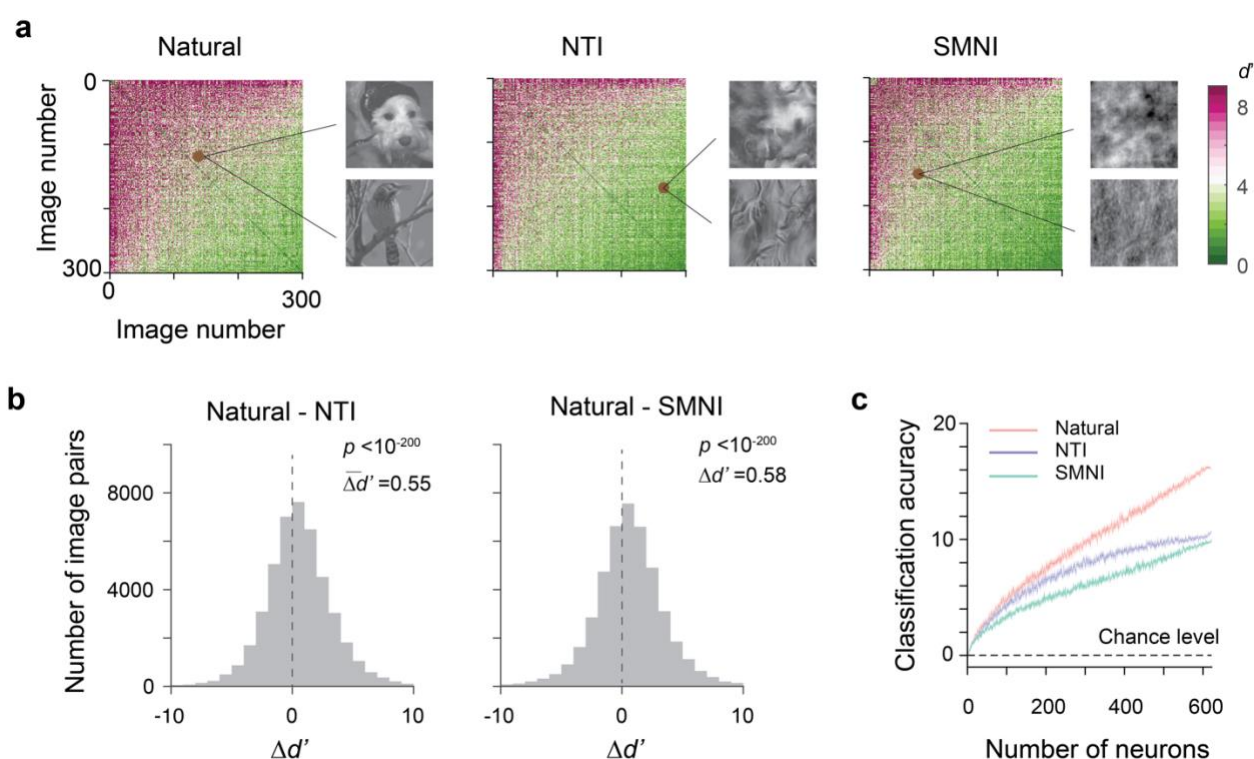 a
Natural
NTI
SMNI
d'
0
300
Image number
0
300
Image number
8
4
0
b
Natural - NTI
p <10-200
Δd' =0.55
Number of image pairs
8000
4000
0
-10
0
10
Δd'
Natural - SMNI
p <10-200
Δd' =0.58
-10
0
10
Δd'
c
Classification acuracy
20
10
0
Natural
NTI
SMNI
Chance level
0
200
400
600
Number of neurons